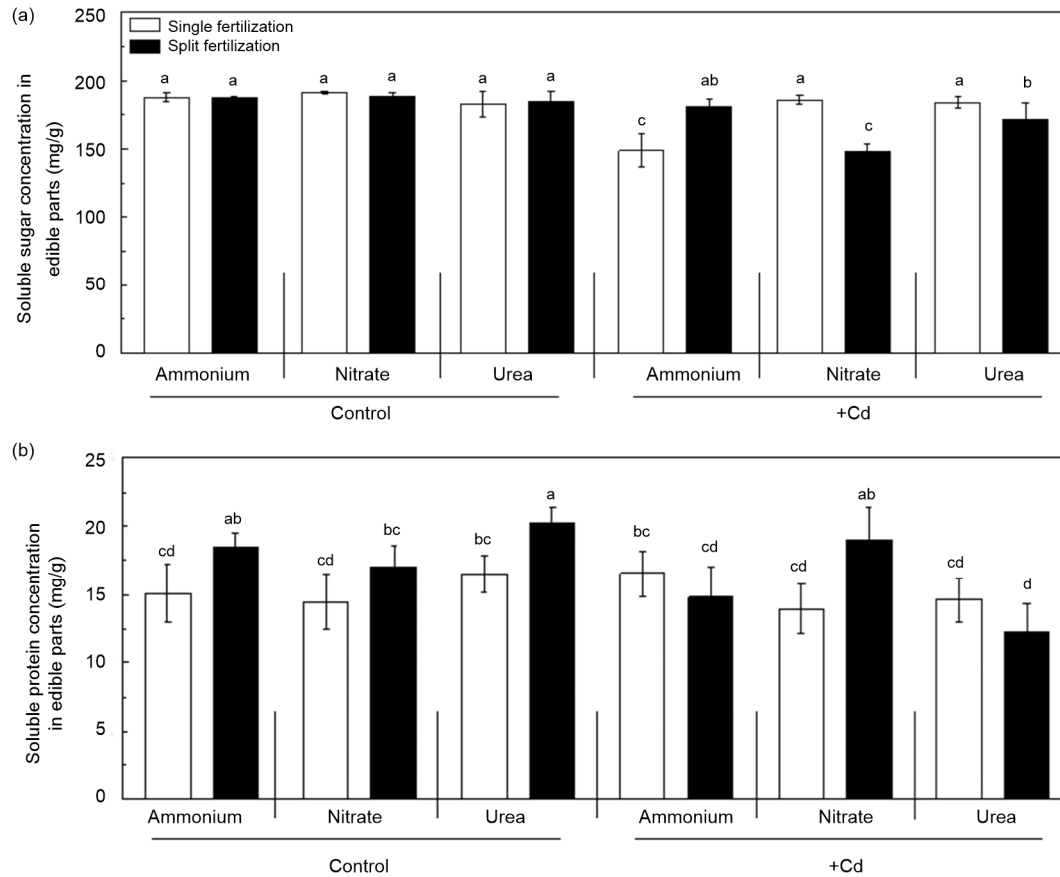 (a)
250
200
150
100
50
0
Soluble sugar concentration in
edible parts (mg/g)
Single fertilization
Split fertilization
a a a a a a c ab a c a b
Ammonium Nitrate Urea Ammonium Nitrate Urea
Control +Cd
(b)
25
20
15
10
5
0
Soluble protein concentration
in edible parts (mg/g)
cd ab cd bc bc a bc cd cd ab cd d
Ammonium Nitrate Urea Ammonium Nitrate Urea
Control +Cd